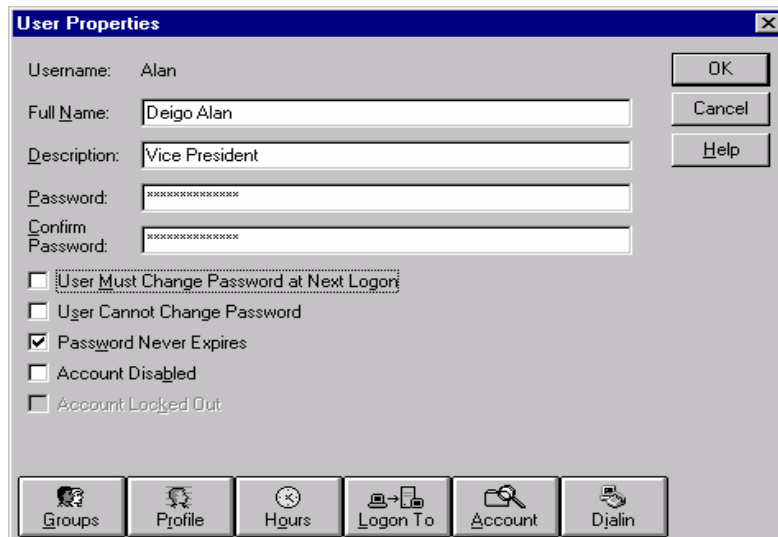 User Properties
Username: Alan
OK
Full Name: Deigo Alan
Cancel
Description: Vice President
Help
Password: **************
Confirm Password: **************
User Must Change Password at Next Logon
User Cannot Change Password
Password Never Expires
Account Disabled
Account Locked Out
Groups
Profile
Hours
Logon To
Account
Dialin